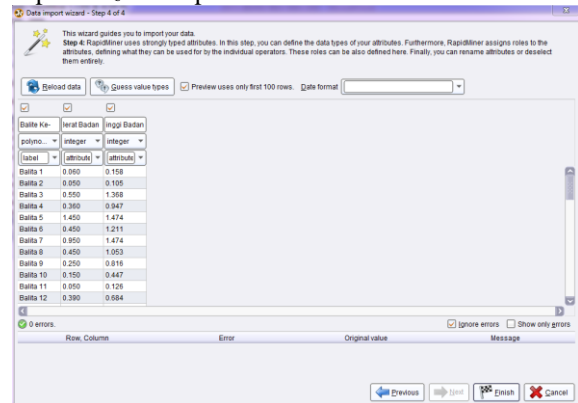 Data import wizard - Step 4 of 4
This wizard guides you to import your data.
Step 4: RapidMiner uses strongly typed attributes. In this step, you can define the data types of your attributes. Furthermore, RapidMiner assigns roles to the
attributes, defining what they can be used for by the individual operators. These roles can be also defined here. Finally, you can rename attributes or deselect
them entirely.
Reload data Guess value types Preview uses only first 100 rows. Date format
Balite Ke- lerat Badan inggi Badan
polyno... integer integer
label attribute attribute
Balita 1 0.060 0.158
Balita 2 0.050 0.105
Balita 3 0.550 1.368
Balita 4 0.360 0.947
Balita 5 1.450 1.474
Balita 6 0.450 1.211
Balita 7 0.950 1.474
Balita 8 0.450 1.053
Balita 9 0.250 0.816
Balita 10 0.150 0.447
Balita 11 0.050 0.126
Balita 12 0.390 0.684
0 errors. Ignore errors Show only errors
Row, Column Error Original value Message
Previous Next Finish Cancel